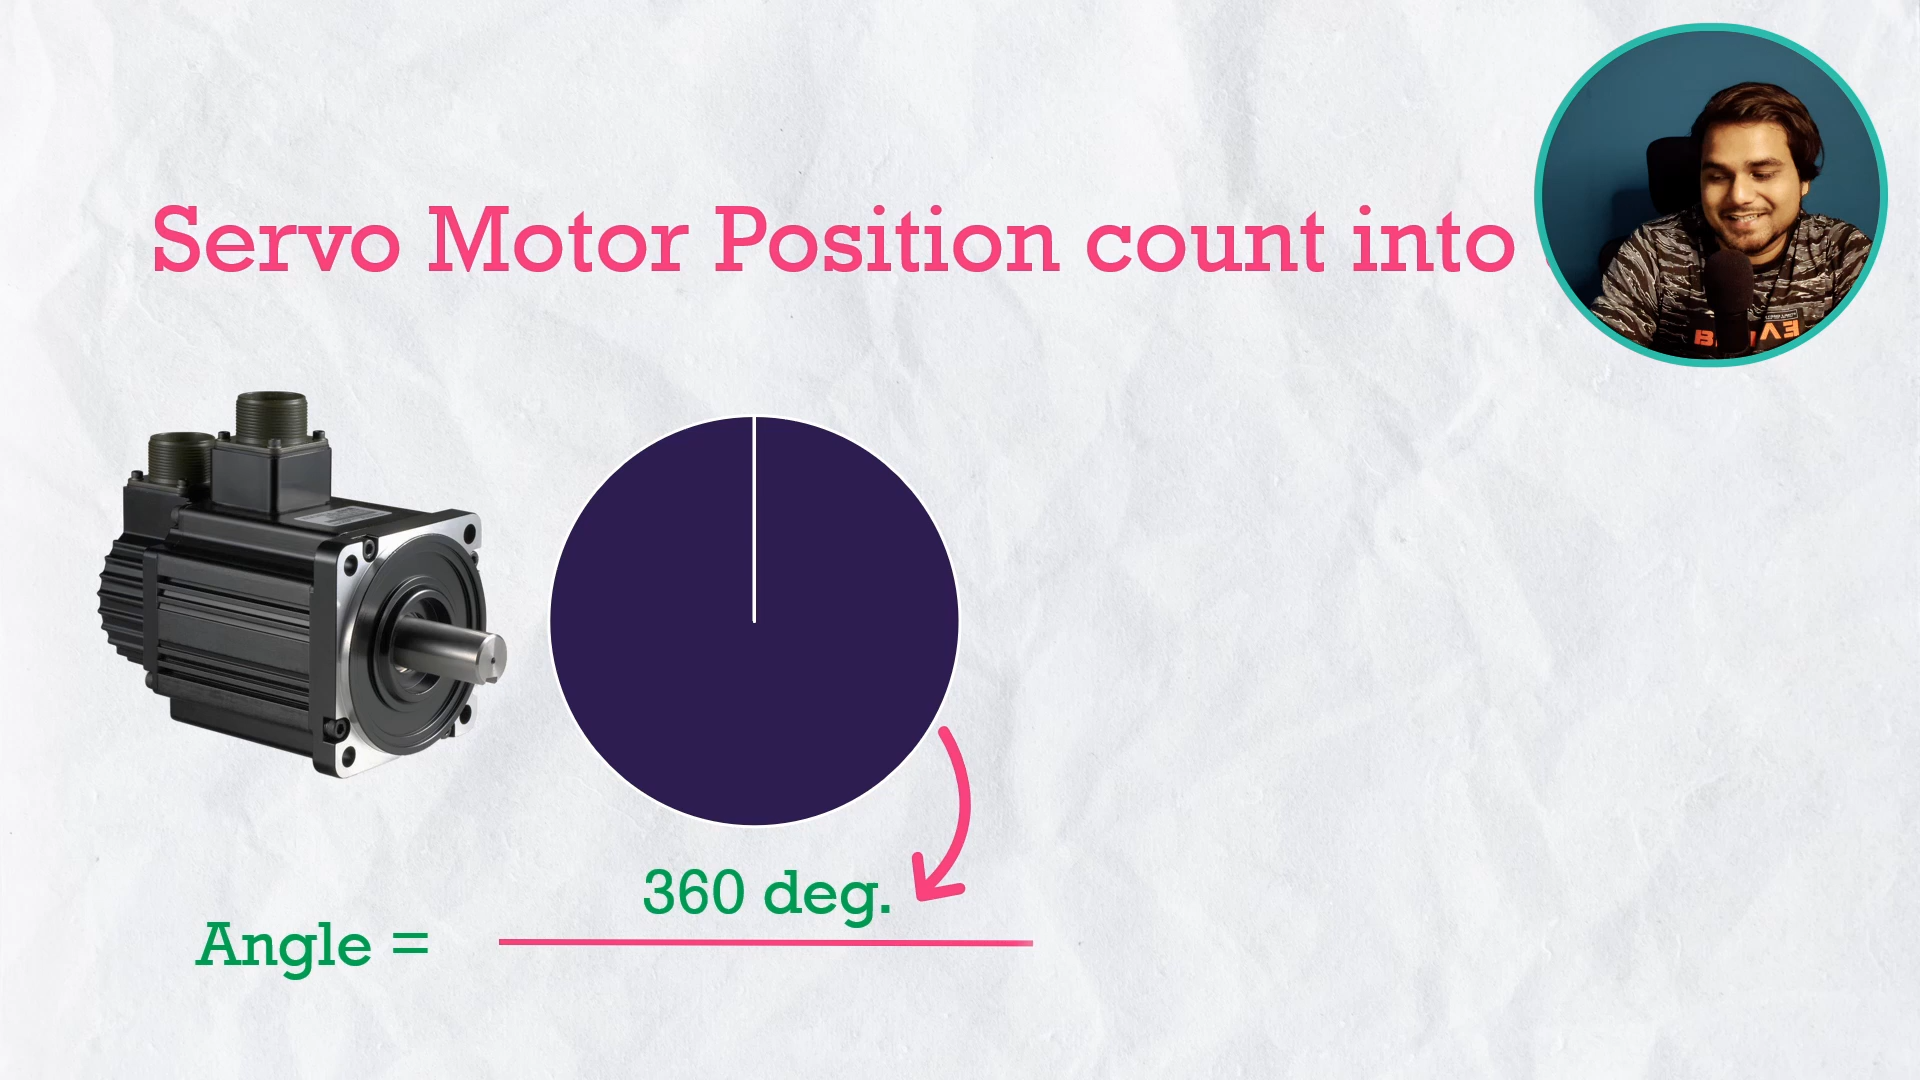 Servo Motor Position count into
360 deg.
Angle =